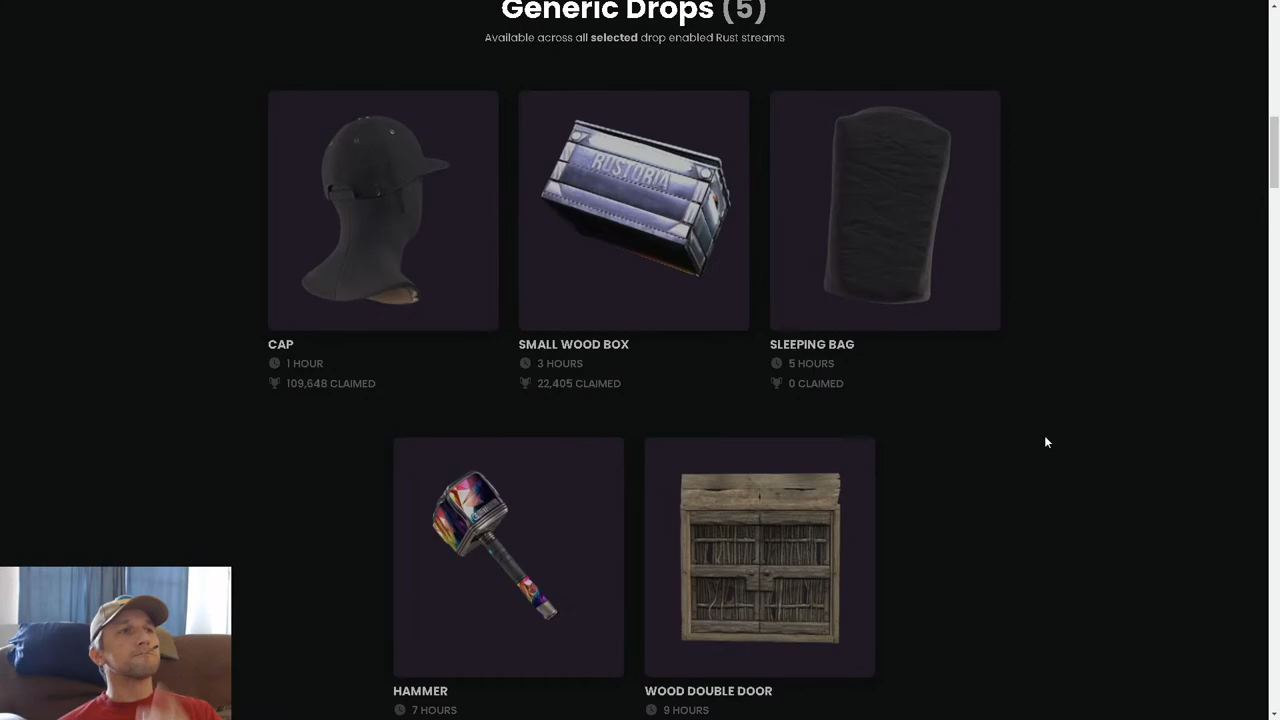 Generic Drops (5)
Available across all selected drop enabled Rust streams
RUSTORIA
CAP
1 HOUR
109,648 CLAIMED
SMALL WOOD BOX
3 HOURS
22,405 CLAIMED
SLEEPING BAG
5 HOURS
0 CLAIMED
HAMMER
7 HOURS
WOOD DOUBLE DOOR
9 HOURS